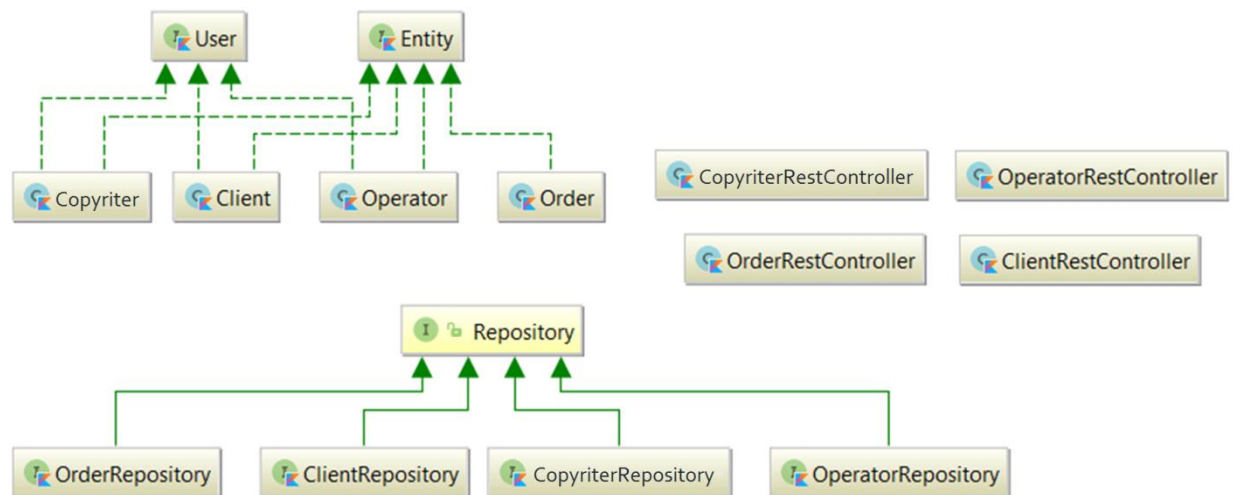 User
Entity
Copyriter
Client
Operator
Order
CopyriterRestController
OperatorRestController
OrderRestController
ClientRestController
Repository
OrderRepository
ClientRepository
CopyriterRepository
OperatorRepository